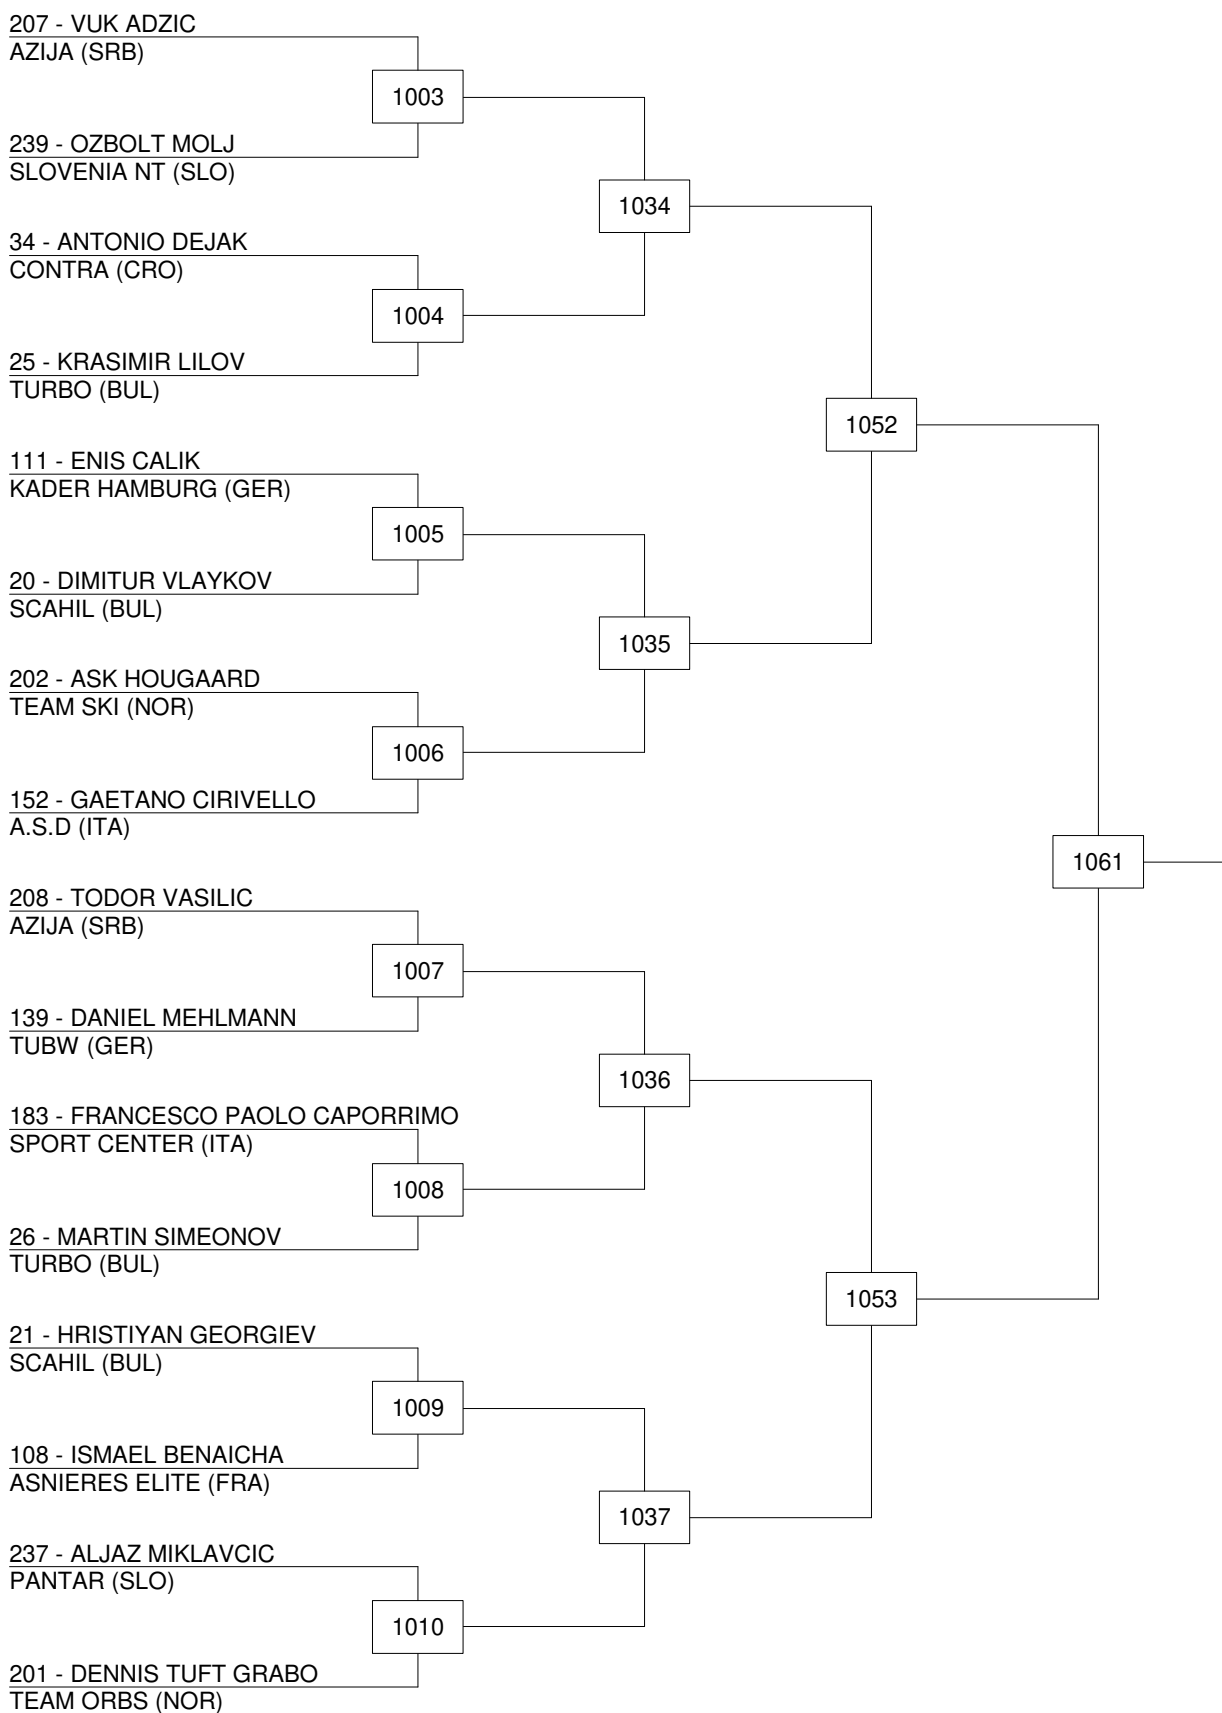 207 - VUK ADZIC
AZIJA (SRB)
1003
239 - OZBOLT MOLJ
SLOVENIA NT (SLO)
1034
34 - ANTONIO DEJAK
CONTRA (CRO)
1004
25 - KRASIMIR LILOV
TURBO (BUL)
1052
111 - ENIS CALIK
KADER HAMBURG (GER)
1005
20 - DIMITUR VLAYKOV
SCAHIL (BUL)
1035
202 - ASK HOUGAARD
TEAM SKI (NOR)
1006
152 - GAETANO CIRIVELLO
A.S.D (ITA)
1061
208 - TODOR VASILIC
AZIJA (SRB)
1007
139 - DANIEL MEHLMANN
TUBW (GER)
1036
183 - FRANCESCO PAOLO CAPORRIMO
SPORT CENTER (ITA)
1008
26 - MARTIN SIMEONOV
TURBO (BUL)
1053
21 - HRISTIYAN GEORGIEV
SCAHIL (BUL)
1009
108 - ISMAEL BENAICHA
ASNIERES ELITE (FRA)
1037
237 - ALJAZ MIKLAVCIC
PANTAR (SLO)
1010
201 - DENNIS TUFT GRABO
TEAM ORBS (NOR)